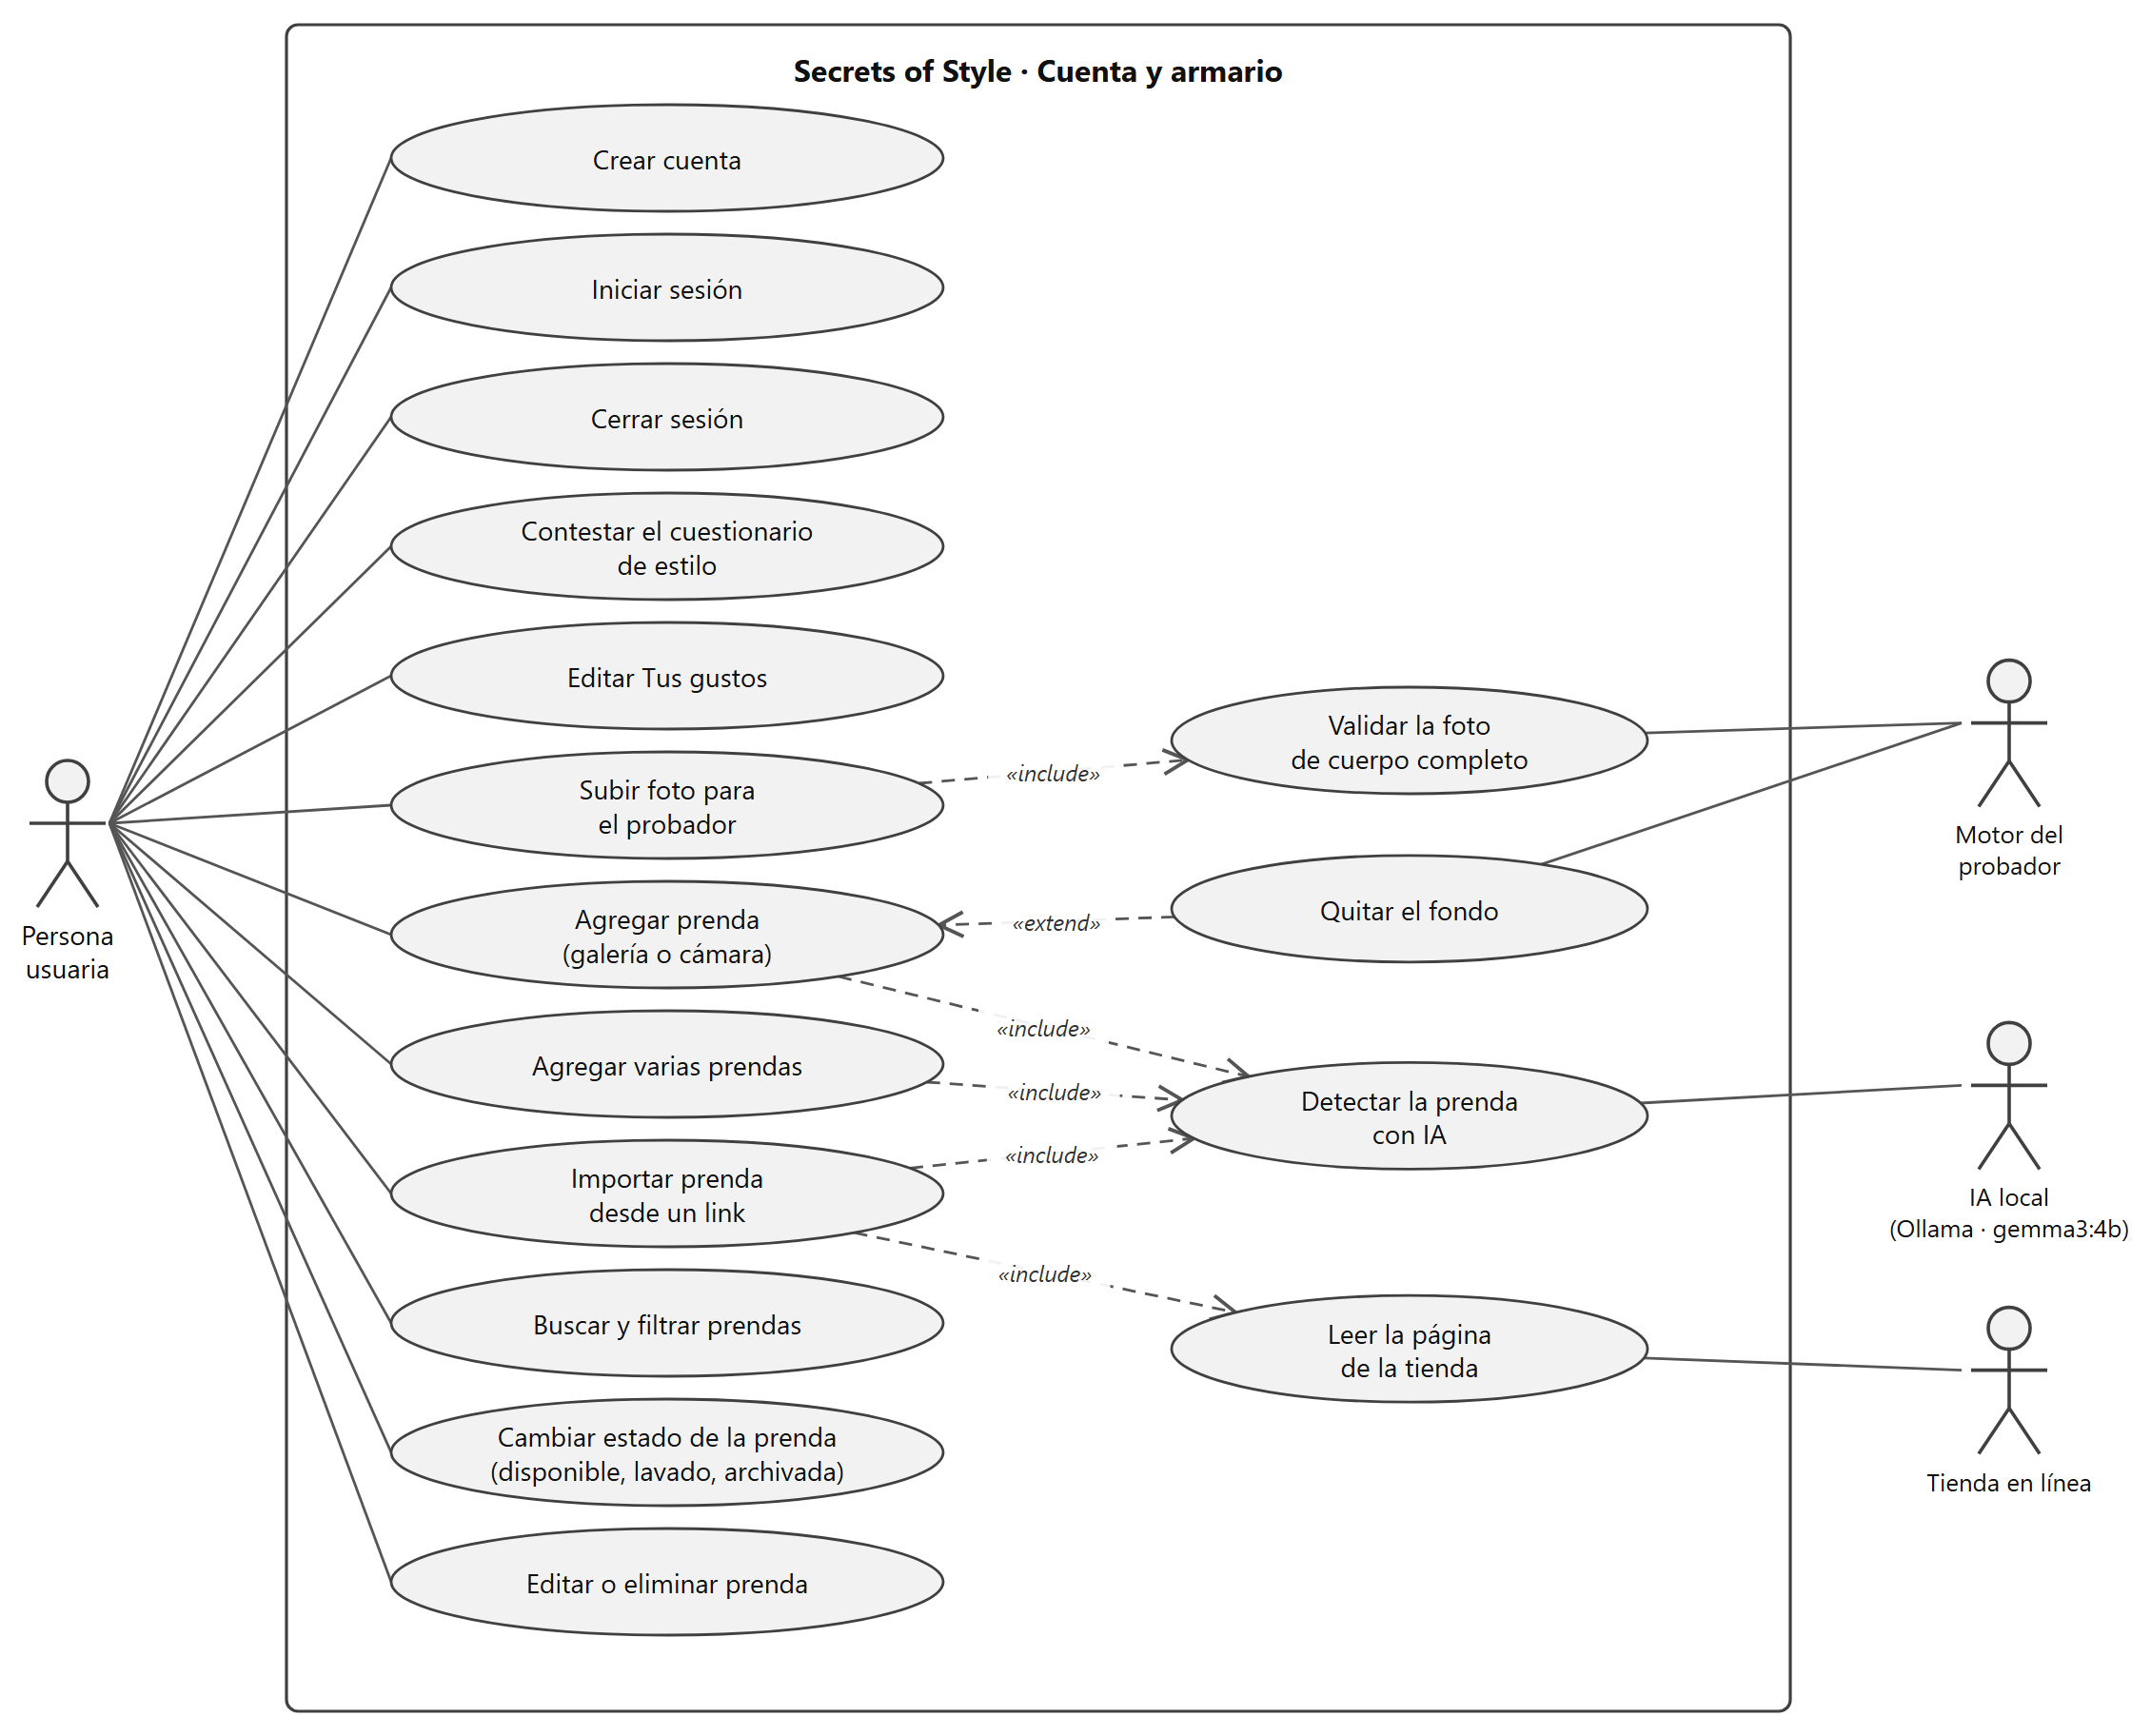 Secrets of Style · Cuenta y armario
Crear cuenta
Iniciar sesión
Cerrar sesión
Contestar el cuestionario
de estilo
Editar Tus gustos
Subir foto para
el probador
Agregar prenda
(galería o cámara)
Agregar varias prendas
Importar prenda
desde un link
Buscar y filtrar prendas
Cambiar estado de la prenda
(disponible, lavado, archivada)
Editar o eliminar prenda
Persona
usuaria
«include»
«extend»
«include»
«include»
«include»
«include»
Validar la foto
de cuerpo completo
Quitar el fondo
Detectar la prenda
con IA
Leer la página
de la tienda
Motor del
probador
IA local
(Ollama · gemma3:4b)
Tienda en línea